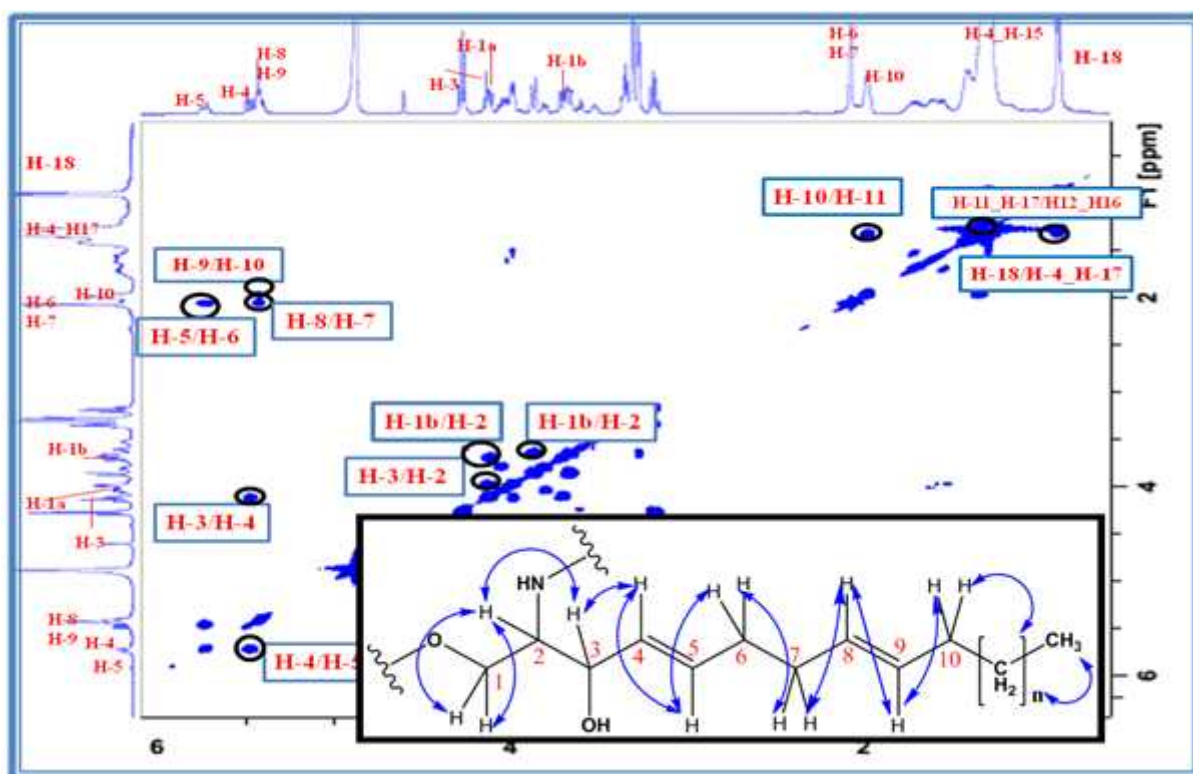 H-8
H-9
H-5
H-4
H-3
H-1a
H-1b
H-6
H-7
H-10
H-4_H-15
H-18
H-18
H-4_H17
H-10
H-6
H-7
H-1b
H-1a
H-3
H-8
H-9
H-4
H-5
F1 [ppm]
2
4
6
H-10/H-11
H-11_H-17/H12_H16
H-18/H-4_H-17
H-9/H-10
H-8/H-7
H-5/H-6
H-1b/H-2
H-1b/H-2
H-3/H-2
H-3/H-4
H-4/H-5
HN
H H H H H H H H H
O
1 2 3 4 5 6 7 8 9 10
CH3
C
H2
n
H H OH H H H H
6 4 2